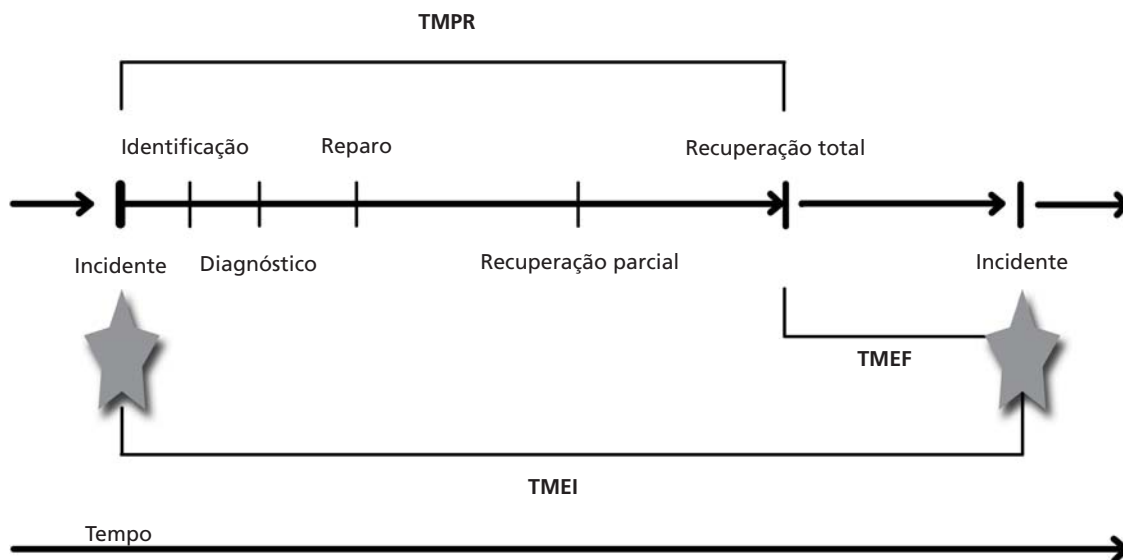 TMPR
Identificação
Reparo
Recuperação total
Incidente
Diagnóstico
Recuperação parcial
Incidente
TMEF
TMEI
Tempo